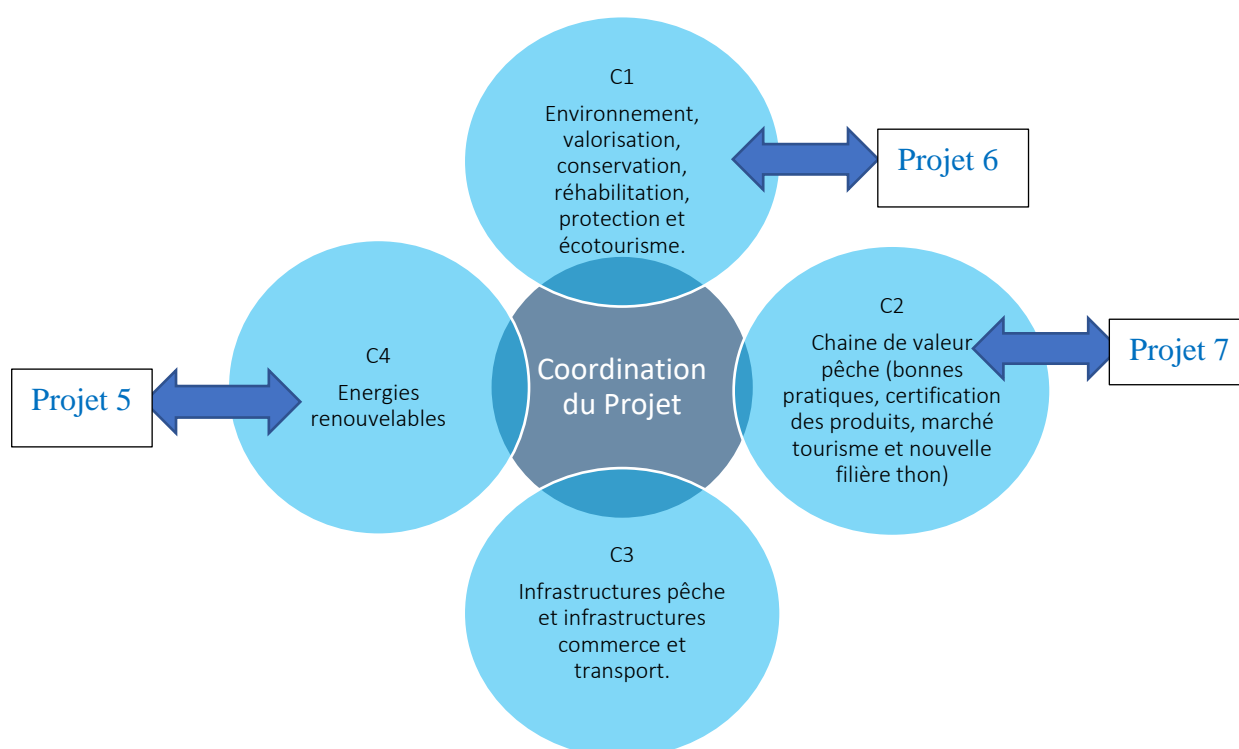 C1
Environnement,
valorisation,
conservation,
réhabilitation,
protection et
écotourisme.
Projet 6
C2
Chaine de valeur
pêche (bonnes
pratiques, certification
des produits, marché
tourisme et nouvelle
filière thon)
Projet 7
C4
Energies
renouvelables
Projet 5
Coordination
du Projet
C3
Infrastructures pêche
et infrastructures
commerce et
transport.